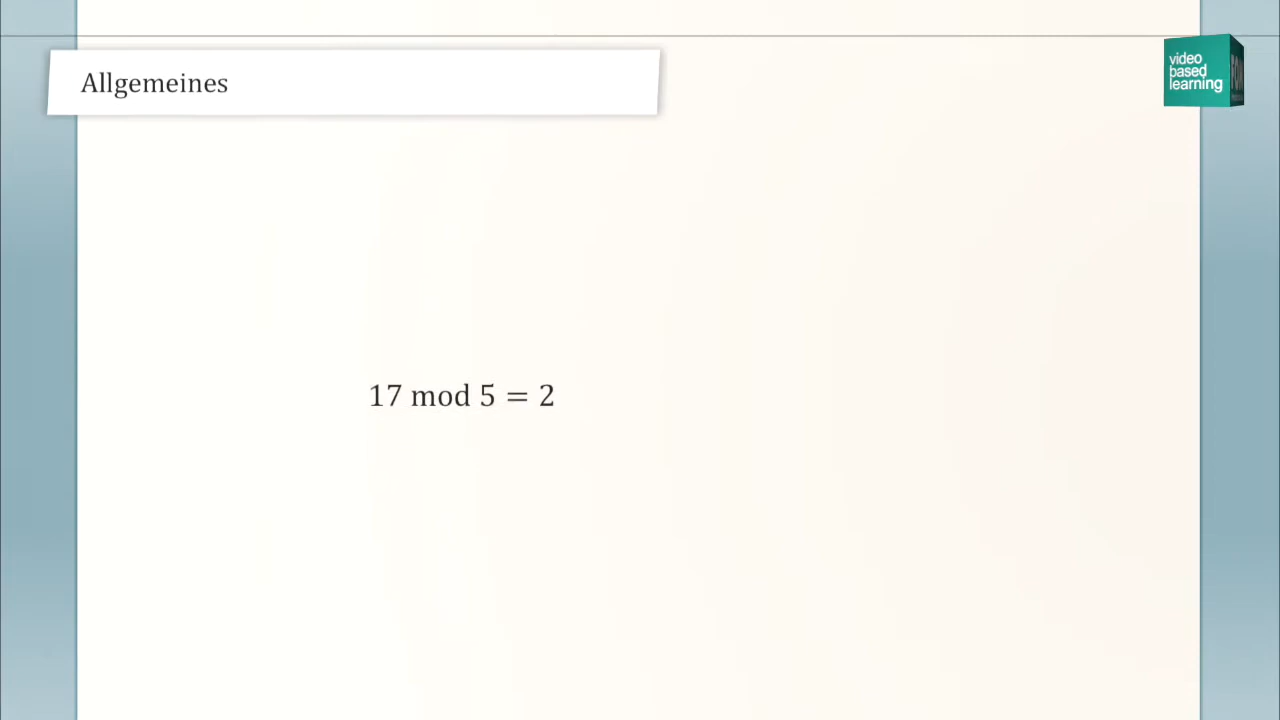 Allgemeines
video
based
learning
17 mod 5 = 2